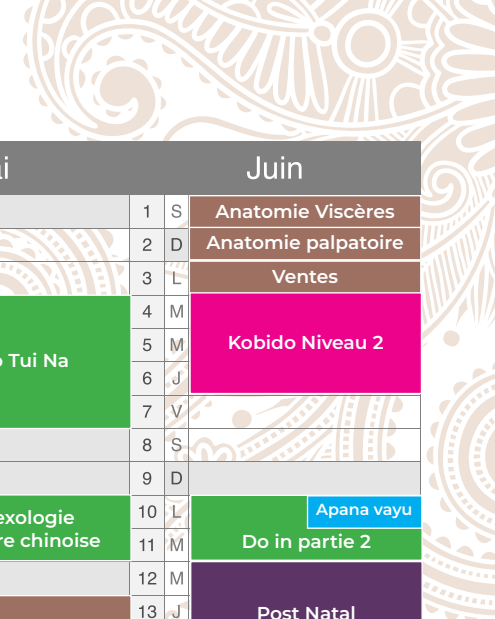 Juin
1 S Anatomie Viscères
2 D Anatomie palpatoire
3 L Ventes
4 M
Tui Na 5 M Kobido Niveau 2
6 J
7 V
8 S
9 D
10 L Apana vayu
re chinoise 11 M Do in partie 2
12 M
13 J Post Natal